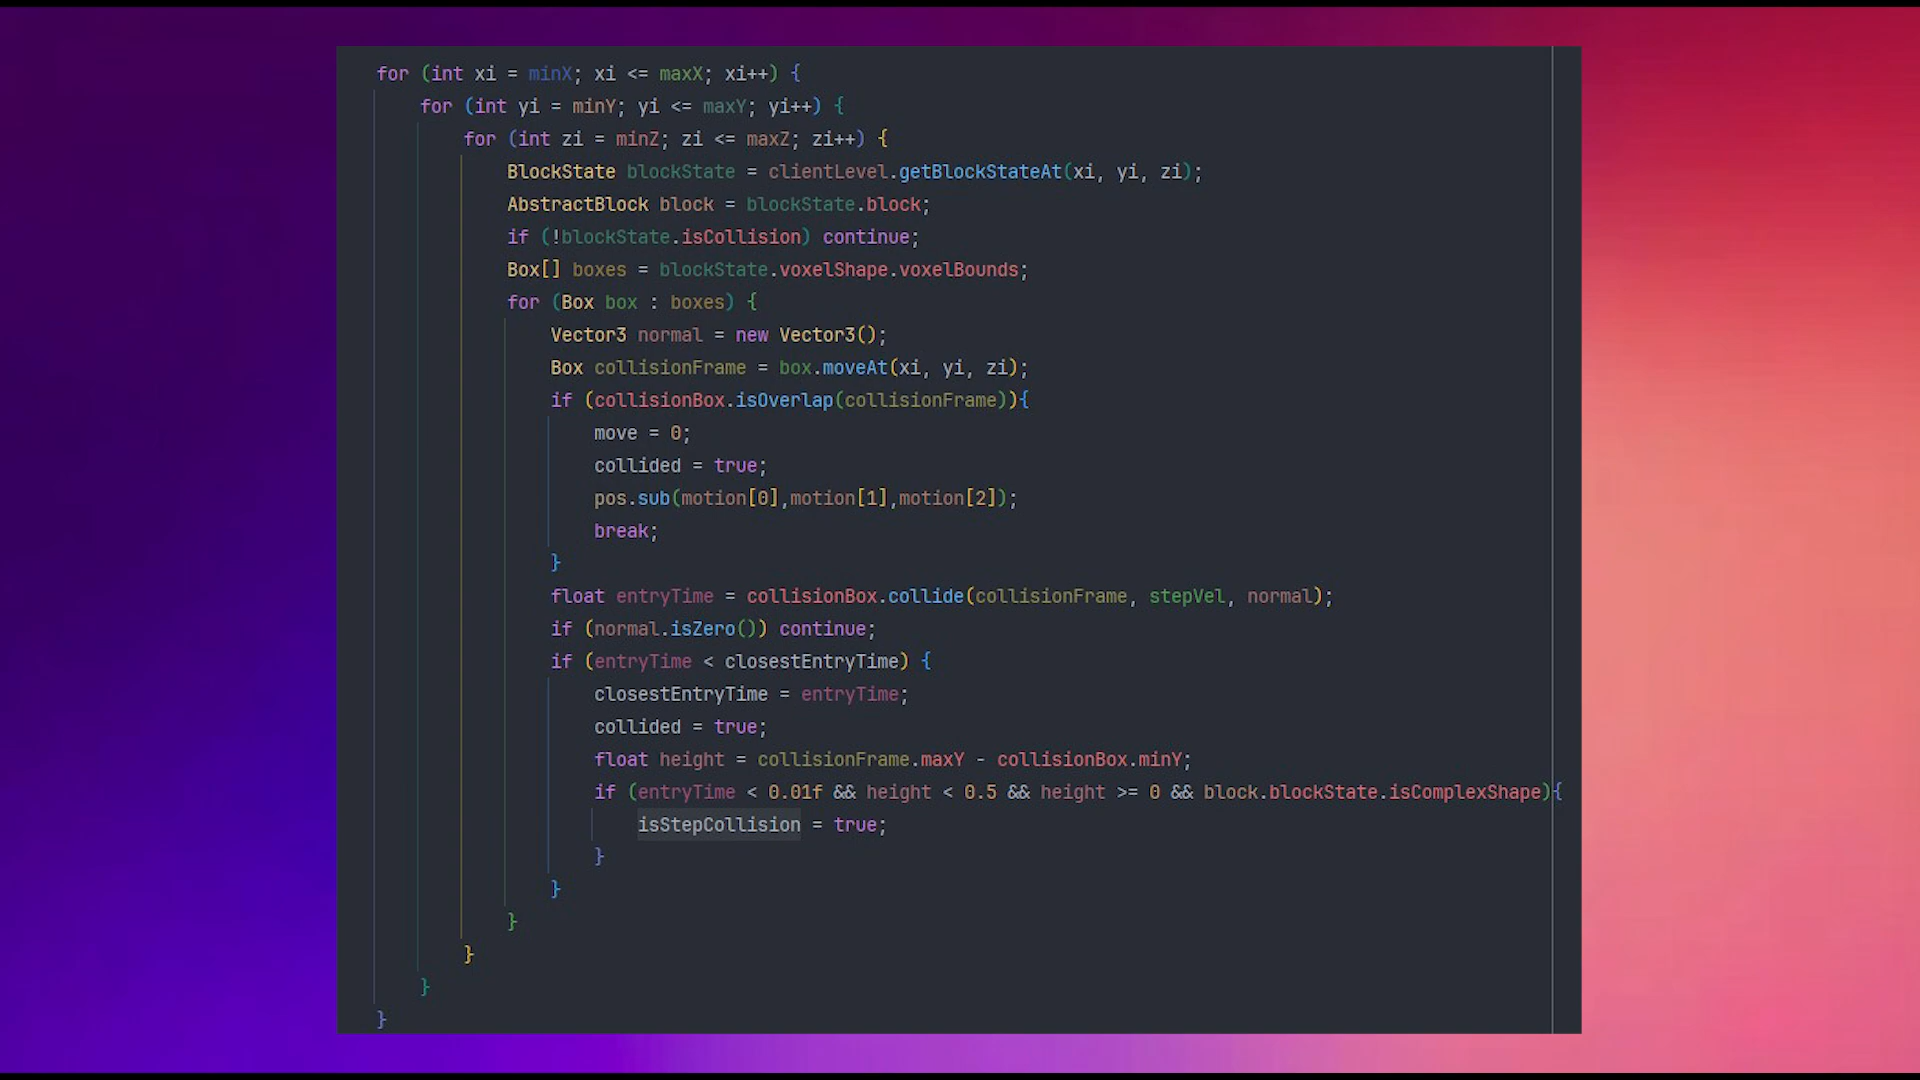 for (int xi = minX; xi <= maxX; xi++) {
for (int yi = minY; yi <= maxY; yi++) {
for (int zi = minZ; zi <= maxZ; zi++) {
BlockState blockState = clientLevel.getBlockStateAt(xi, yi, zi);
AbstractBlock block = blockState.block;
if (!blockState.isCollision) continue;
Box[] boxes = blockState.voxelShape.voxelBounds;
for (Box box : boxes) {
Vector3 normal = new Vector3();
Box collisionFrame = box.moveAt(xi, yi, zi);
if (collisionBox.isOverlap(collisionFrame)){
move = 0;
collided = true;
pos.sub(motion[0],motion[1],motion[2]);
break;
}
float entryTime = collisionBox.collide(collisionFrame, stepVel, normal);
if (normal.isZero()) continue;
if (entryTime < closestEntryTime) {
closestEntryTime = entryTime;
collided = true;
float height = collisionFrame.maxY - collisionBox.minY;
if (entryTime < 0.01f && height < 0.5 && height >= 0 && block.blockState.isComplexShape){
isStepCollision = true;
}
}
}
}
}
}